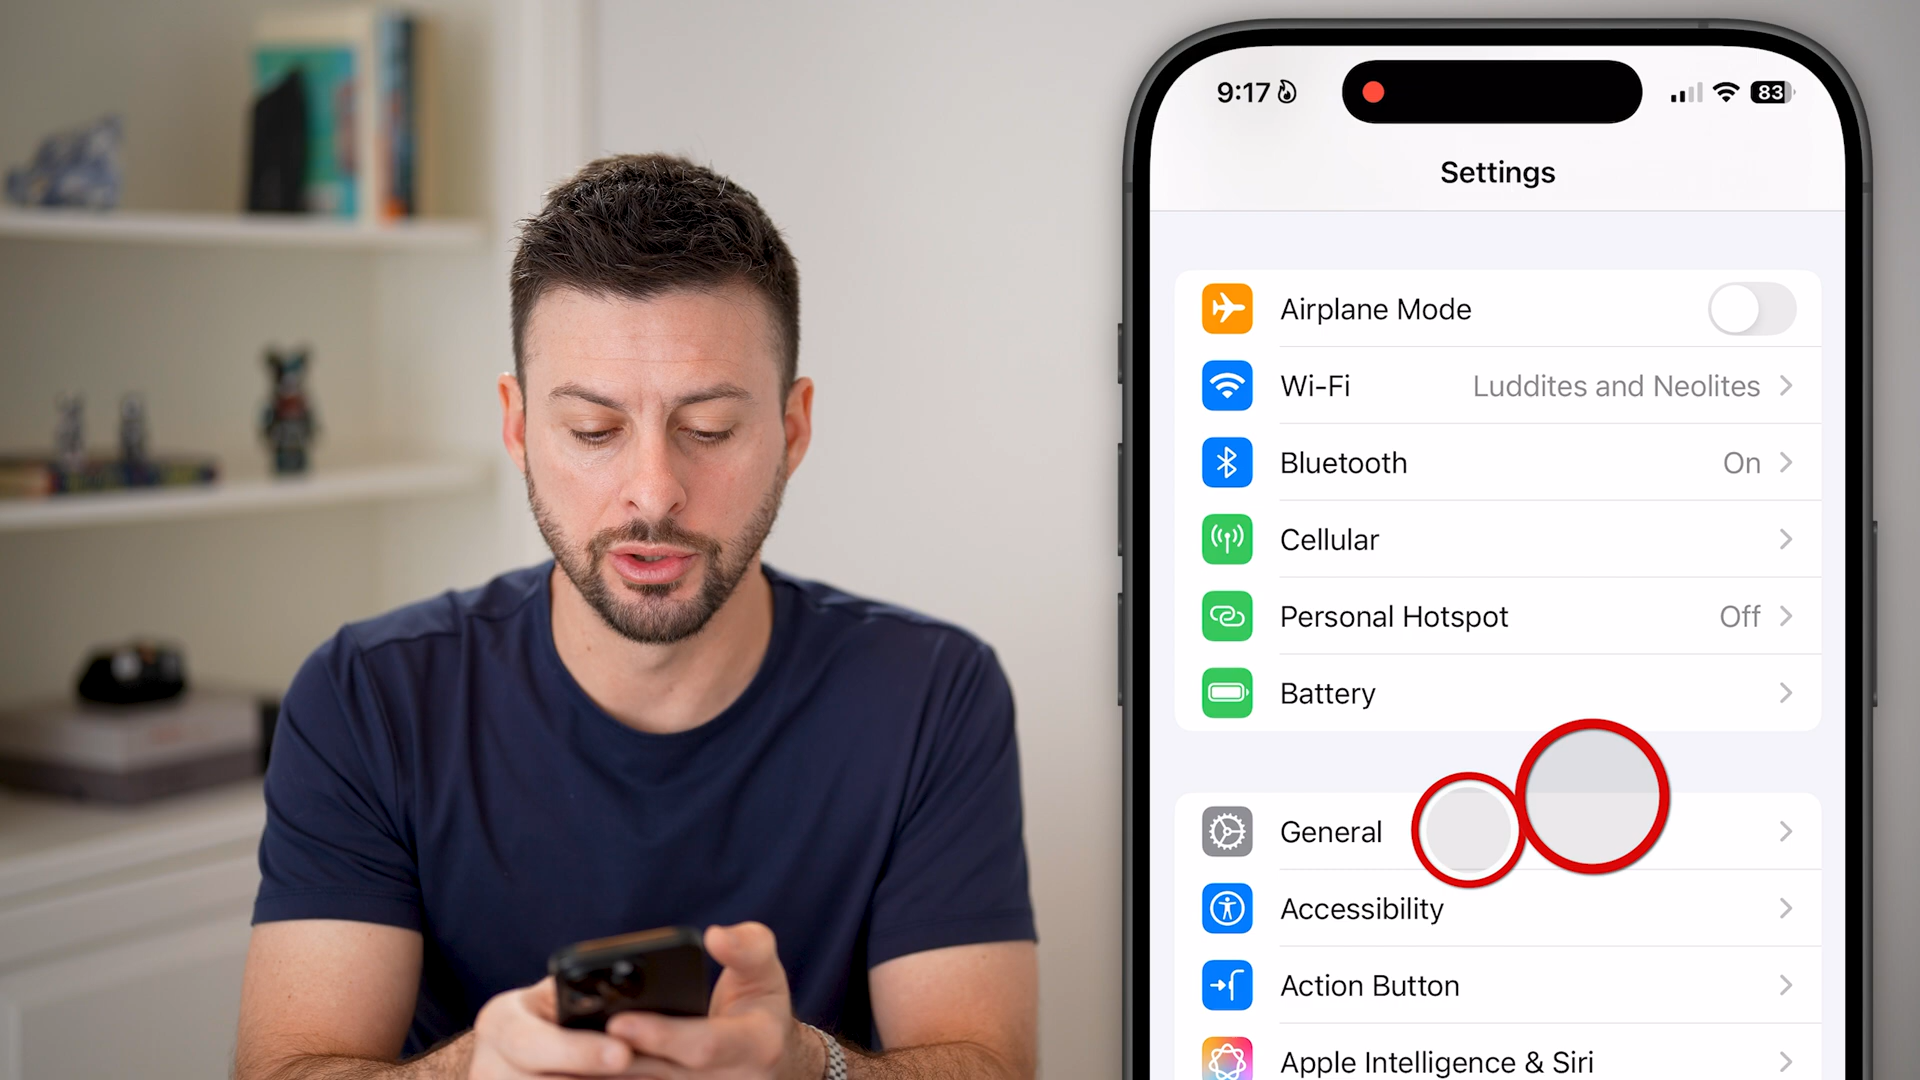 9:17
83
Settings
Airplane Mode
Wi-Fi Luddites and Neolites
Bluetooth On
Cellular
Personal Hotspot Off
Battery
General
Accessibility
Action Button
Apple Intelligence & Siri